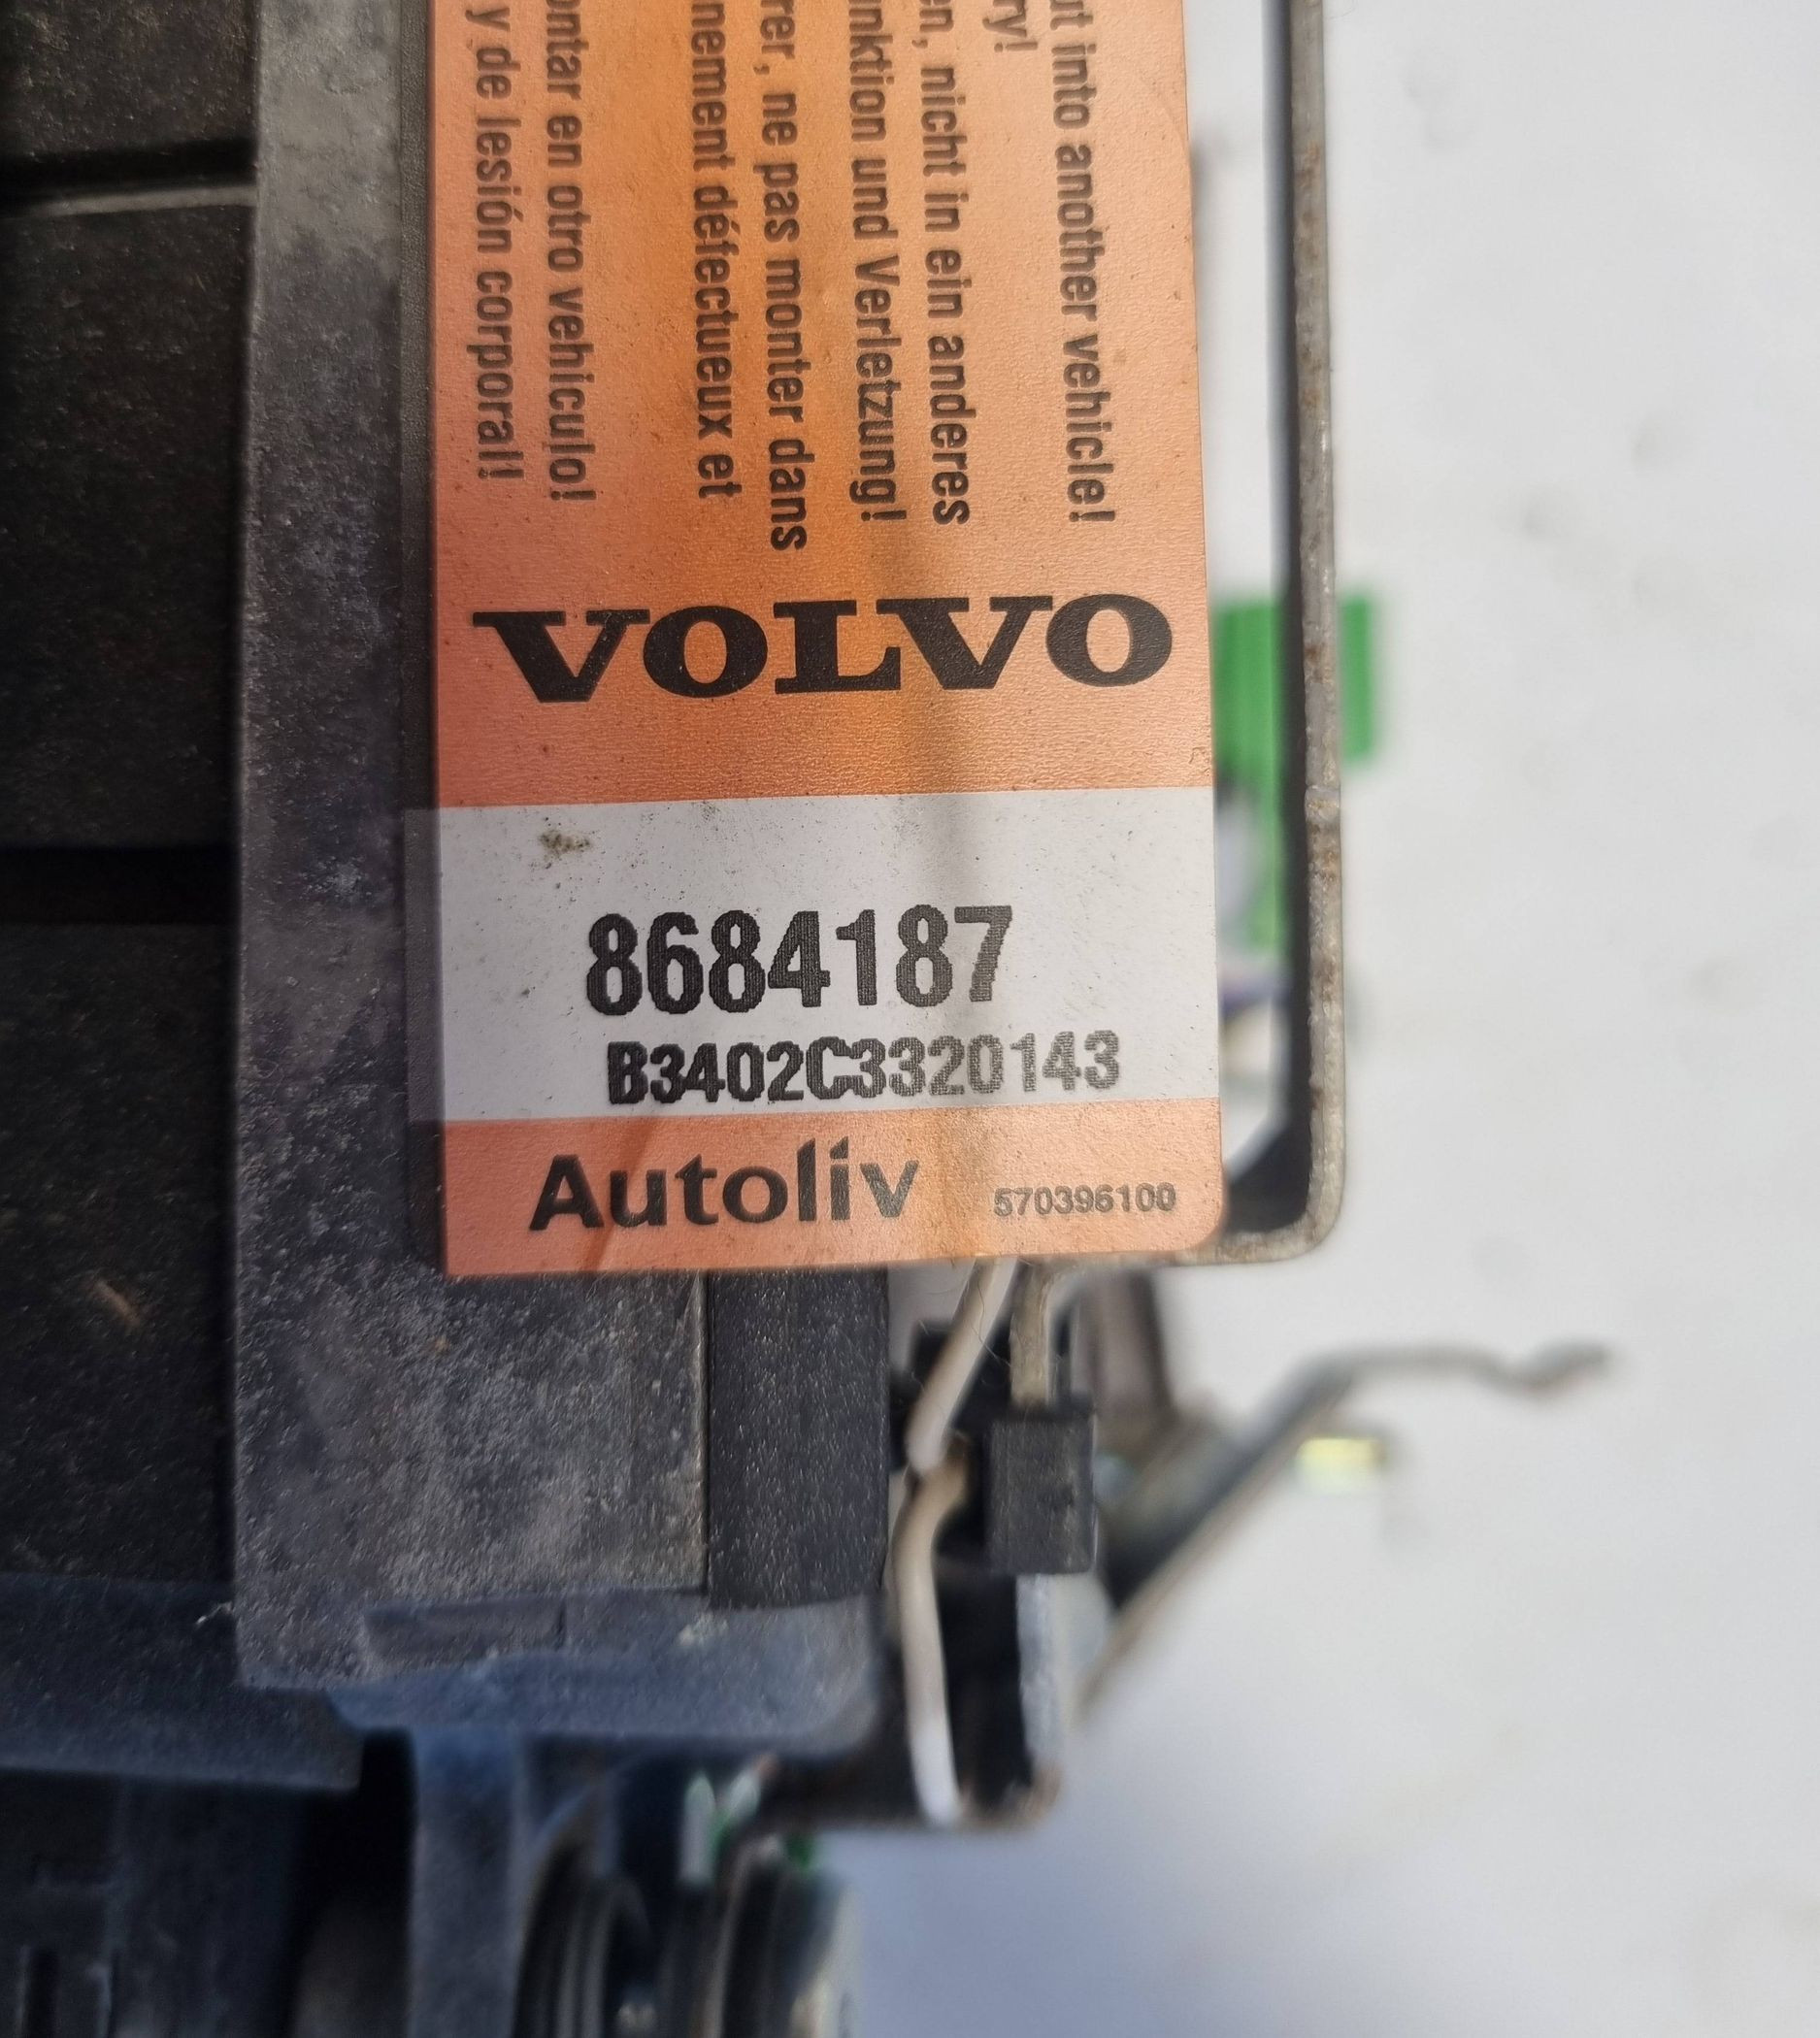 ut into another vehicle!
ry!
en, nicht in ein anderes
nktion und Verletzung!
rer, ne pas monter dans
nement défectueux et
ontar en otro vehiculo!
y de lesión corporal!
VOLVO
8684187
B3402C3320143
Autoliv 570396100